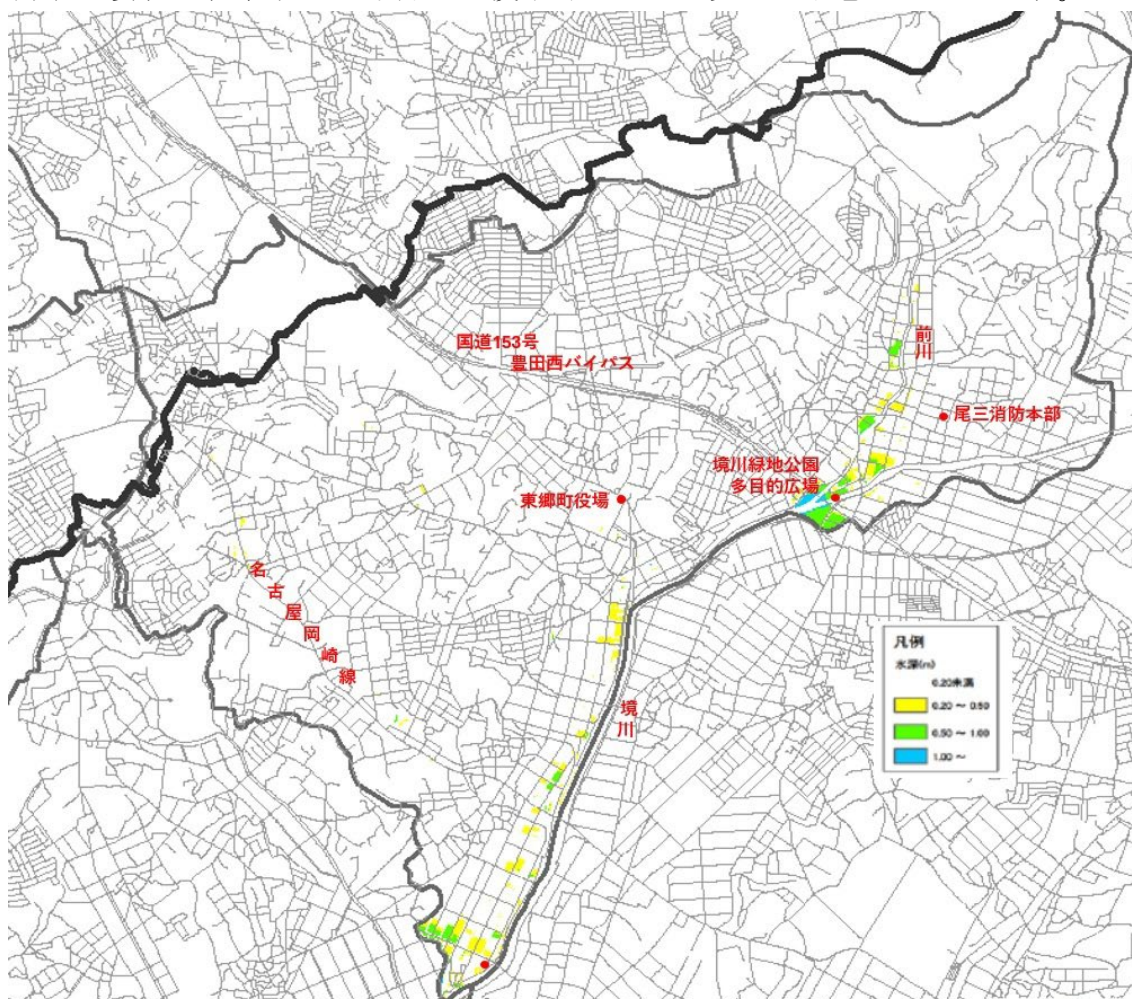 国道153号
豊田西バイパス
前川
尾三消防本部
境川緑地公園
多目的広場
東郷町役場
名古屋岡崎線
境川
凡例
水深(m)
0.20未満
0.20 ～ 0.50
0.50 ～ 1.00
1.00 ～